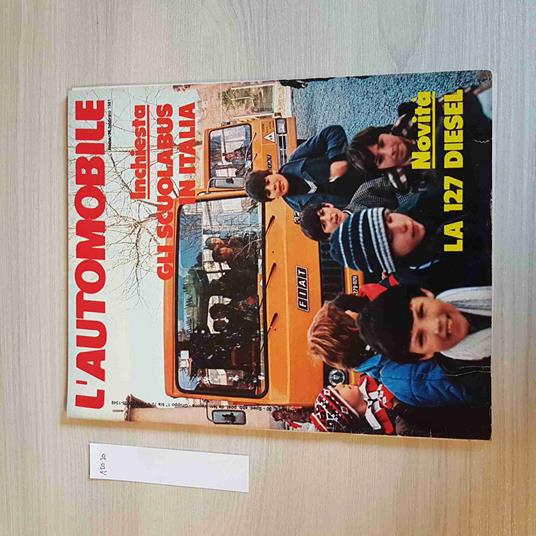 L'AUTOMOBILE
Inchiesta
GLI SCUOLABUS
IN ITALIA
FIAT
Novità
LA 127 DIESEL